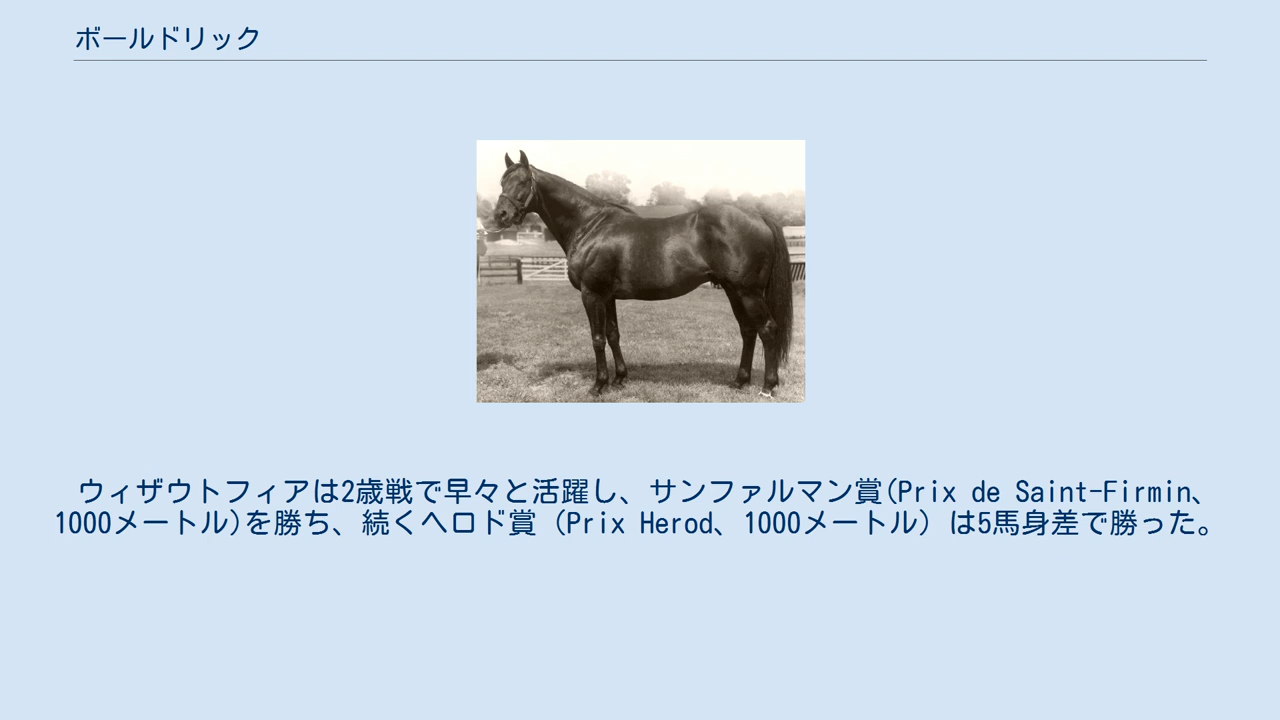 ボールドリック
ウィザウトフィアは2歳戦で早々と活躍し、サンファルマン賞(Prix de Saint-Firmin、
1000メートル)を勝ち、続くヘロド賞 (Prix Herod、1000メートル) は5馬身差で勝った。